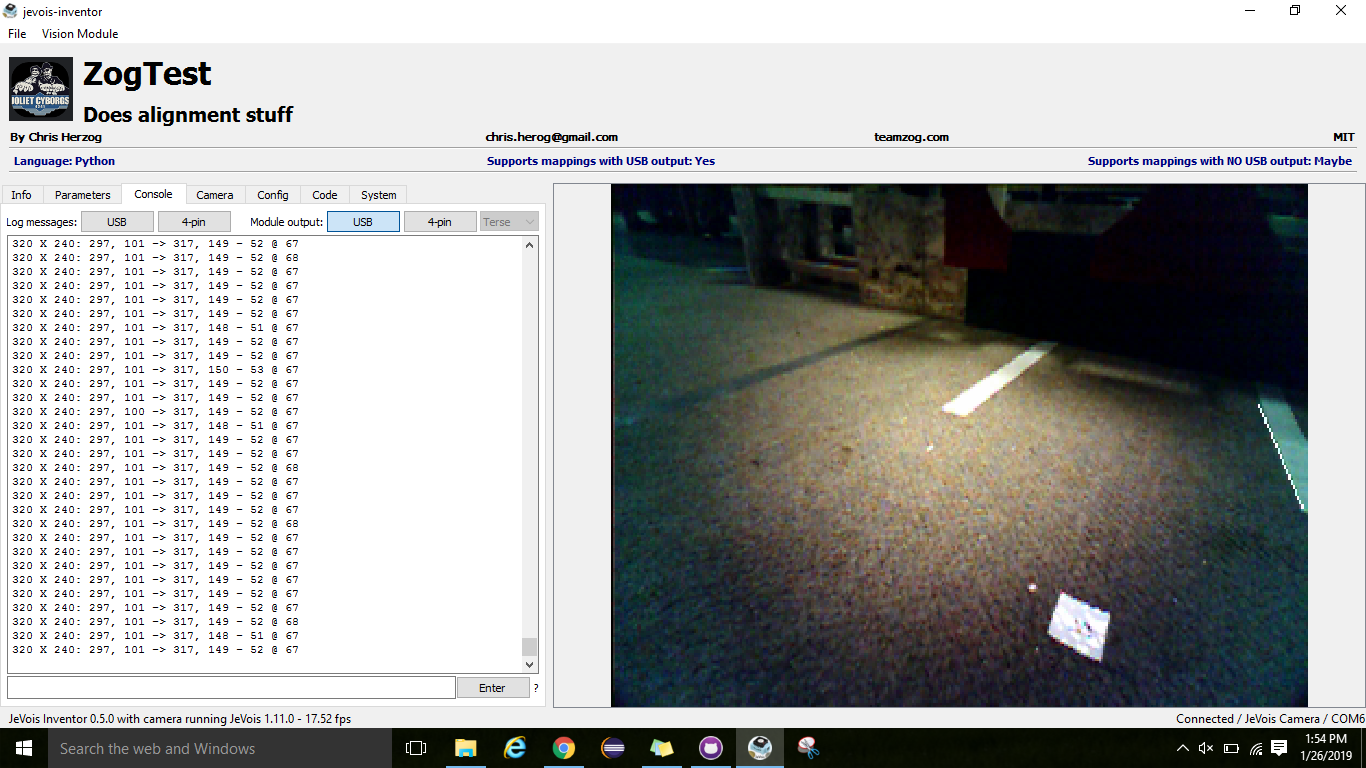 jevois-inventor
File Vision Module
JOLIET CYBORGS
ZogTest
Does alignment stuff
By Chris Herzog chris.herog@gmail.com teamzog.com MIT
Language: Python Supports mappings with USB output: Yes Supports mappings with NO USB output: Maybe
Info Parameters Console Camera Config Code System
Log messages: USB 4-pin Module output: USB 4-pin Terse
320 X 240: 297, 101 -> 317, 149 - 52 @ 67
320 X 240: 297, 101 -> 317, 149 - 52 @ 68
320 X 240: 297, 101 -> 317, 149 - 52 @ 67
320 X 240: 297, 101 -> 317, 149 - 52 @ 67
320 X 240: 297, 101 -> 317, 149 - 52 @ 67
320 X 240: 297, 101 -> 317, 148 - 51 @ 67
320 X 240: 297, 101 -> 317, 149 - 52 @ 67
320 X 240: 297, 101 -> 317, 149 - 52 @ 67
320 X 240: 297, 101 -> 317, 150 - 53 @ 67
320 X 240: 297, 101 -> 317, 149 - 52 @ 67
320 X 240: 297, 101 -> 317, 149 - 52 @ 67
320 X 240: 297, 100 -> 317, 149 - 52 @ 67
320 X 240: 297, 101 -> 317, 148 - 51 @ 67
320 X 240: 297, 101 -> 317, 149 - 52 @ 67
320 X 240: 297, 101 -> 317, 149 - 52 @ 67
320 X 240: 297, 101 -> 317, 149 - 52 @ 68
320 X 240: 297, 101 -> 317, 149 - 52 @ 67
320 X 240: 297, 101 -> 317, 149 - 52 @ 67
320 X 240: 297, 101 -> 317, 149 - 52 @ 67
320 X 240: 297, 101 -> 317, 149 - 52 @ 68
320 X 240: 297, 101 -> 317, 149 - 52 @ 67
320 X 240: 297, 101 -> 317, 149 - 52 @ 67
320 X 240: 297, 101 -> 317, 149 - 52 @ 67
320 X 240: 297, 101 -> 317, 149 - 52 @ 67
320 X 240: 297, 101 -> 317, 149 - 52 @ 67
320 X 240: 297, 101 -> 317, 149 - 52 @ 67
320 X 240: 297, 101 -> 317, 149 - 52 @ 67
320 X 240: 297, 101 -> 317, 149 - 52 @ 68
320 X 240: 297, 101 -> 317, 148 - 51 @ 67
320 X 240: 297, 101 -> 317, 149 - 52 @ 67
Enter ?
JeVois Inventor 0.5.0 with camera running JeVois 1.11.0 - 17.52 fps Connected / JeVois Camera / COM6
Search the web and Windows
1:54 PM
1/26/2019